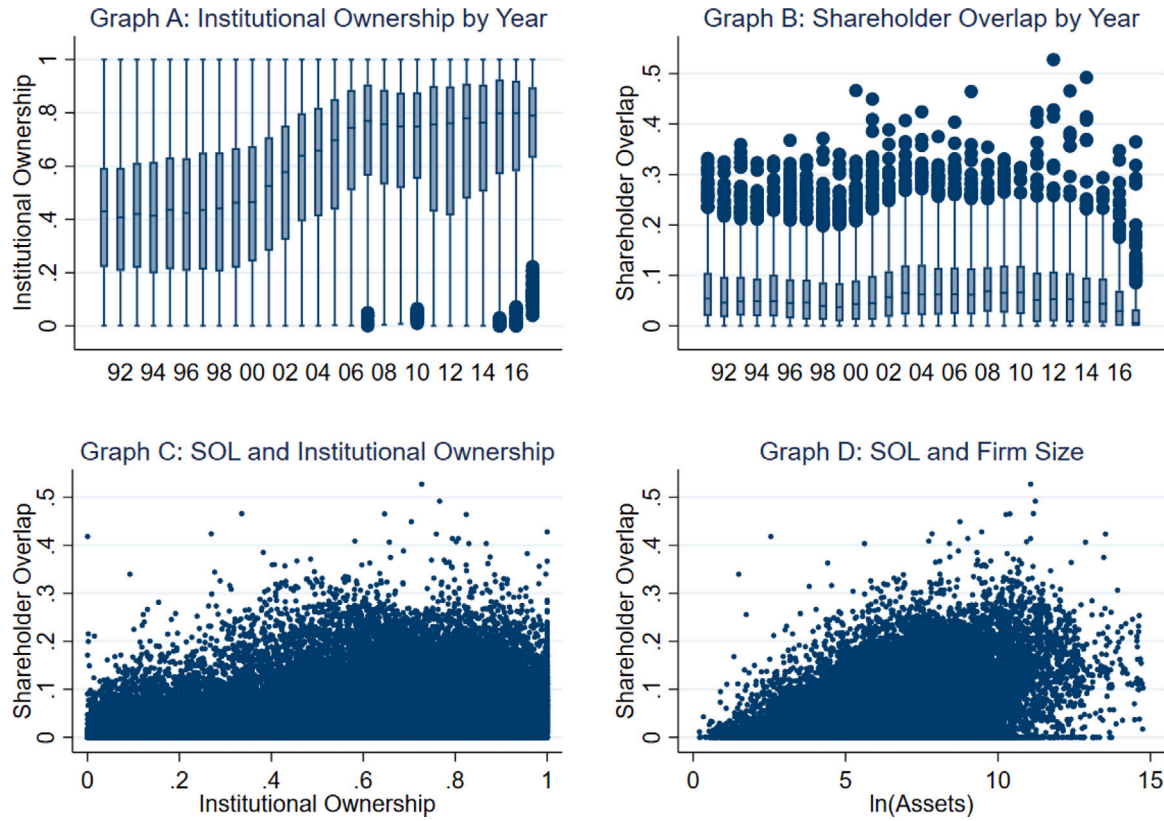 Graph A: Institutional Ownership by Year
Institutional Ownership
1
.8
.6
.4
.2
0
92 94 96 98 00 02 04 06 08 10 12 14 16
Graph B: Shareholder Overlap by Year
Shareholder Overlap
.5
.4
.3
.2
.1
0
92 94 96 98 00 02 04 06 08 10 12 14 16
Graph C: SOL and Institutional Ownership
Shareholder Overlap
.5
.4
.3
.2
.1
0
0 .2 .4 .6 .8 1
Institutional Ownership
Graph D: SOL and Firm Size
Shareholder Overlap
.5
.4
.3
.2
.1
0
0 5 10 15
ln(Assets)